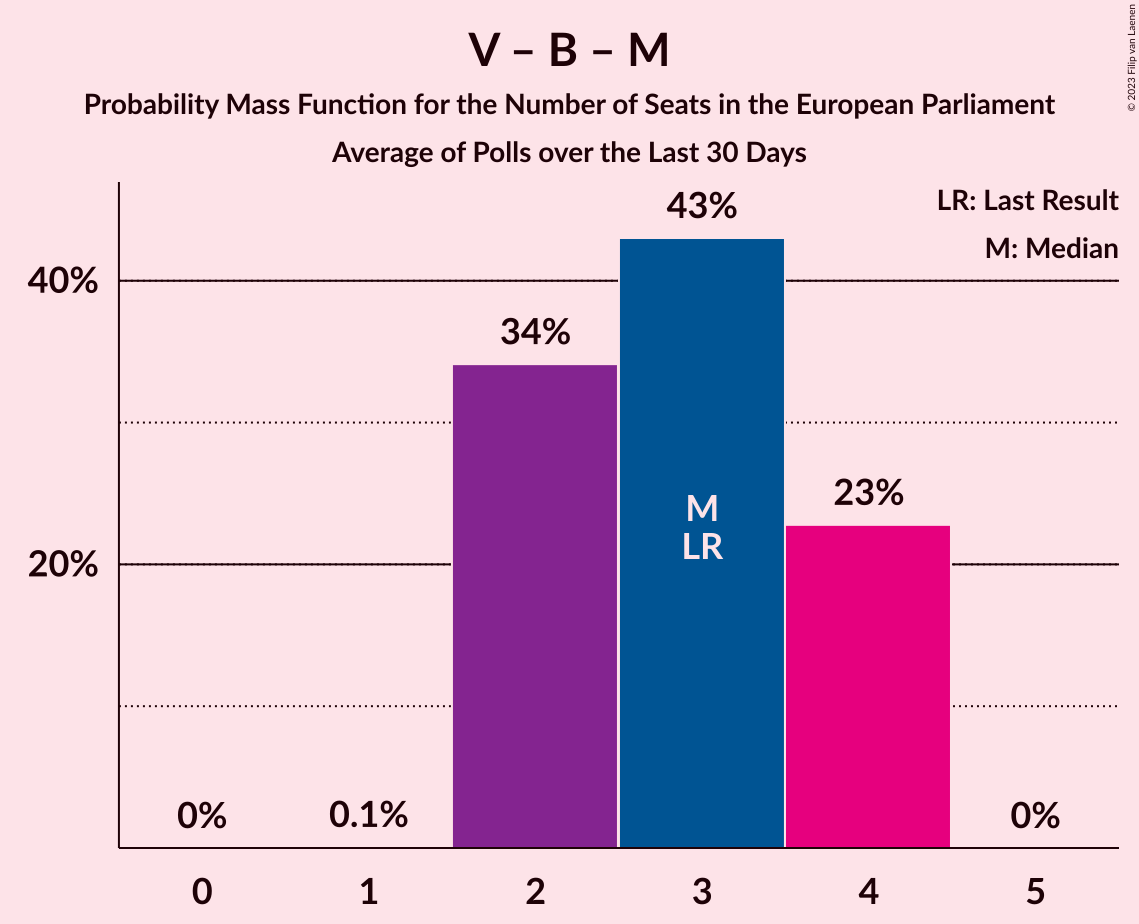 V – B – M
Probability Mass Function for the Number of Seats in the European Parliament
Average of Polls over the Last 30 Days
© 2023 Filip van Laenen
LR: Last Result
M: Median
43%
40%
34%
23%
M
LR
20%
0%
0.1%
0%
0
1
2
3
4
5